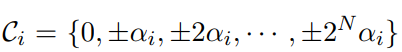 𝒞ᵢ = {0, ±αᵢ, ±2αᵢ, ⋯ , ±2ᴺαᵢ}